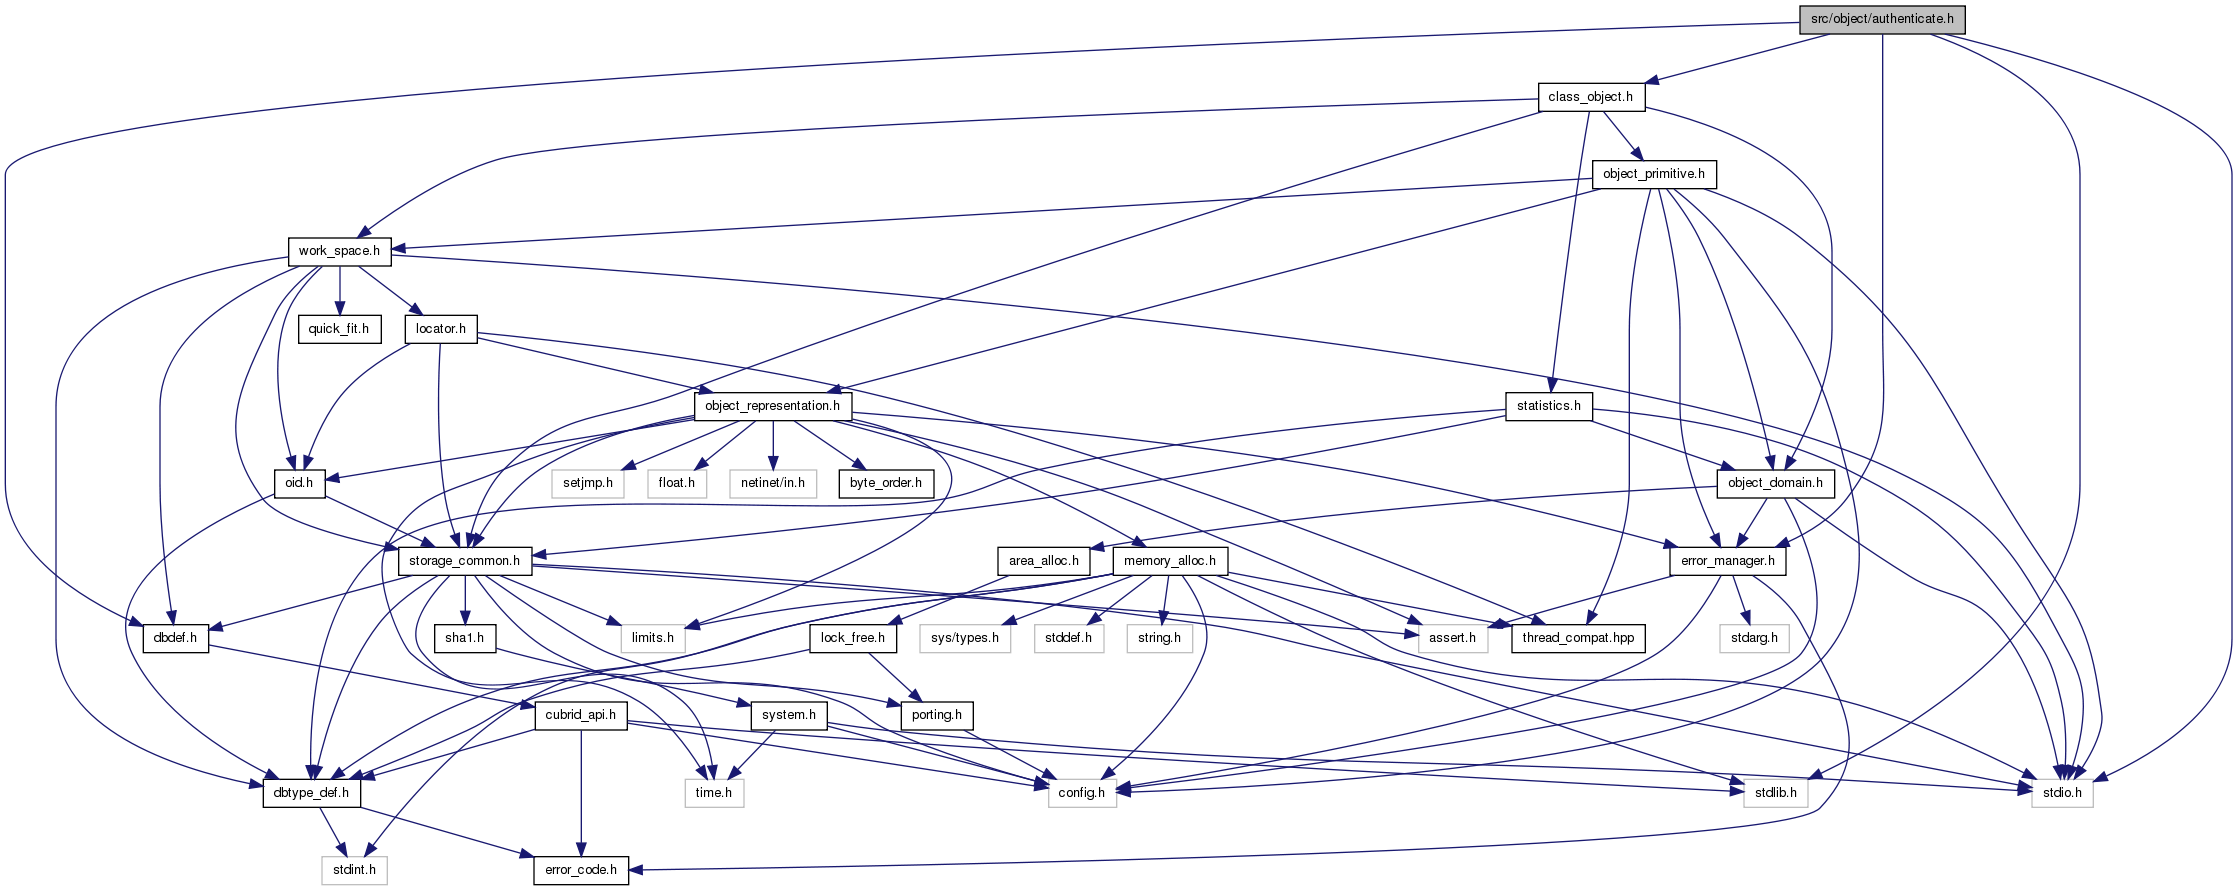 src/object/authenticate.h
class_object.h
object_primitive.h
work_space.h
quick_fit.h
locator.h
object_representation.h
statistics.h
oid.h
setjmp.h
float.h
netinet/in.h
byte_order.h
object_domain.h
storage_common.h
area_alloc.h
memory_alloc.h
error_manager.h
dbdef.h
sha1.h
limits.h
lock_free.h
sys/types.h
stddef.h
string.h
assert.h
thread_compat.hpp
stdarg.h
cubrid_api.h
system.h
porting.h
dbtype_def.h
time.h
config.h
stdlib.h
stdio.h
stdint.h
error_code.h